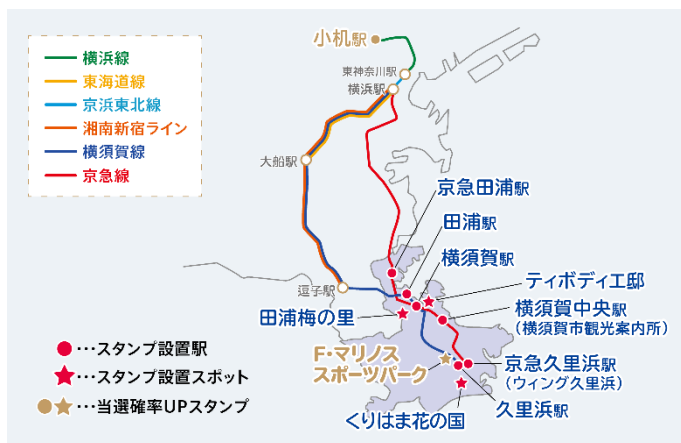 小机駅
横浜線
東海道線
京浜東北線
湘南新宿ライン
横須賀線
京急線
東神奈川駅
横浜駅
大船駅
京急田浦駅
田浦駅
横須賀駅
ティボディエ邸
逗子駅
田浦梅の里
横須賀中央駅
(横須賀市観光案内所)
F・マリノス
スポーツパーク
京急久里浜駅
(ウィング久里浜)
久里浜駅
くりはま花の国
●・・・スタンプ設置駅
★・・・スタンプ設置スポット
●★・・・当選確率UPスタンプ